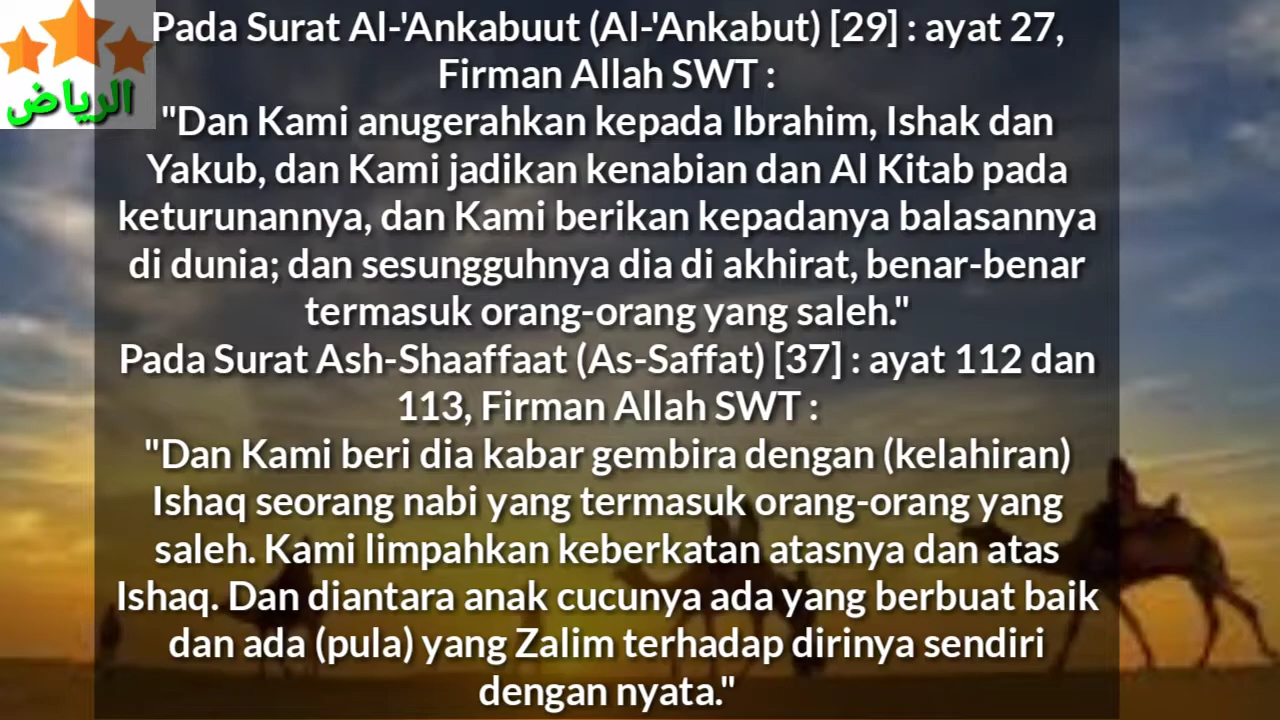 الرياض
Pada Surat Al-'Ankabuut (Al-'Ankabut) [29] : ayat 27,
Firman Allah SWT :
"Dan Kami anugerahkan kepada Ibrahim, Ishak dan
Yakub, dan Kami jadikan kenabian dan Al Kitab pada
keturunannya, dan Kami berikan kepadanya balasannya
di dunia; dan sesungguhnya dia di akhirat, benar-benar
termasuk orang-orang yang saleh."
Pada Surat Ash-Shaaffaat (As-Saffat) [37] : ayat 112 dan
113, Firman Allah SWT :
"Dan Kami beri dia kabar gembira dengan (kelahiran)
Ishaq seorang nabi yang termasuk orang-orang yang
saleh. Kami limpahkan keberkatan atasnya dan atas
Ishaq. Dan diantara anak cucunya ada yang berbuat baik
dan ada (pula) yang Zalim terhadap dirinya sendiri
dengan nyata."